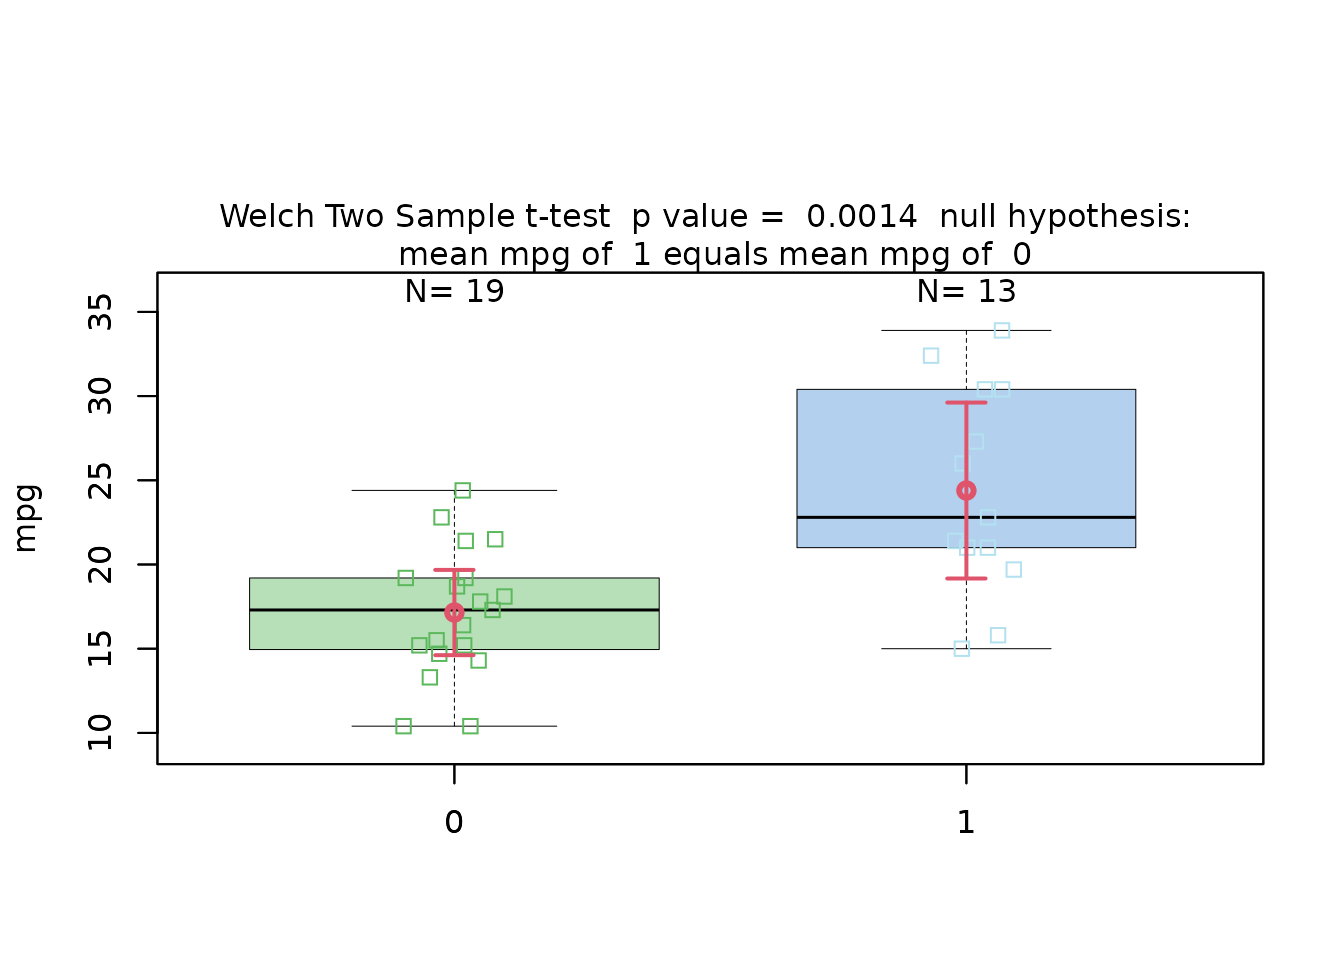 Welch Two Sample t-test  p value =  0.0014  null hypothesis:
mean mpg of  1 equals mean mpg of  0
N= 19
N= 13
35
30
25
20
15
10
mpg
0
1